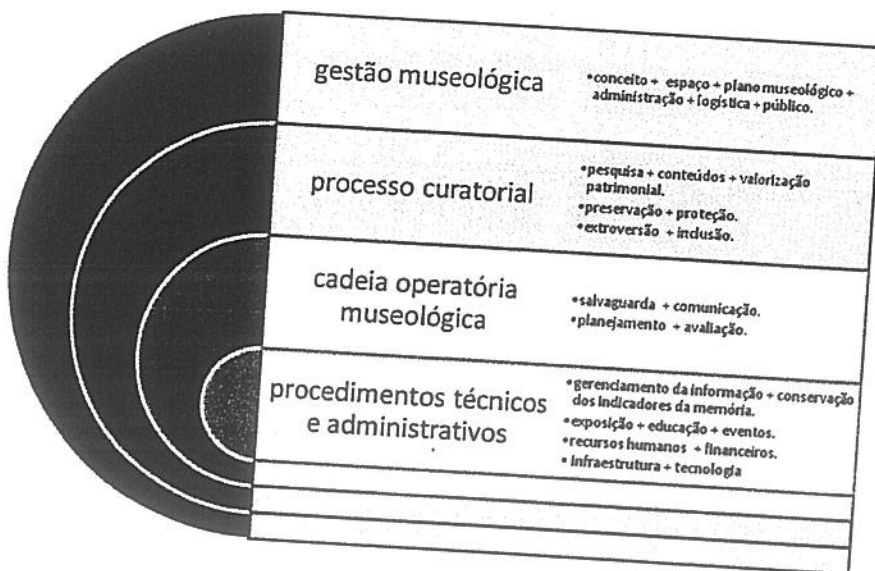 gestão museológica
•conceito + espaço + plano museológico +
administração + logística + público.
processo curatorial
•pesquisa + conteúdos + valorização
patrimonial.
•preservação + proteção.
•extroversão + inclusão.
cadeia operatória
museológica
•salvaguarda + comunicação.
•planejamento + avaliação.
procedimentos técnicos
e administrativos
•gerenciamento da informação + conservação
dos indicadores da memória.
•exposição + educação + eventos.
•recursos humanos + financeiros.
• infraestrutura + tecnologia